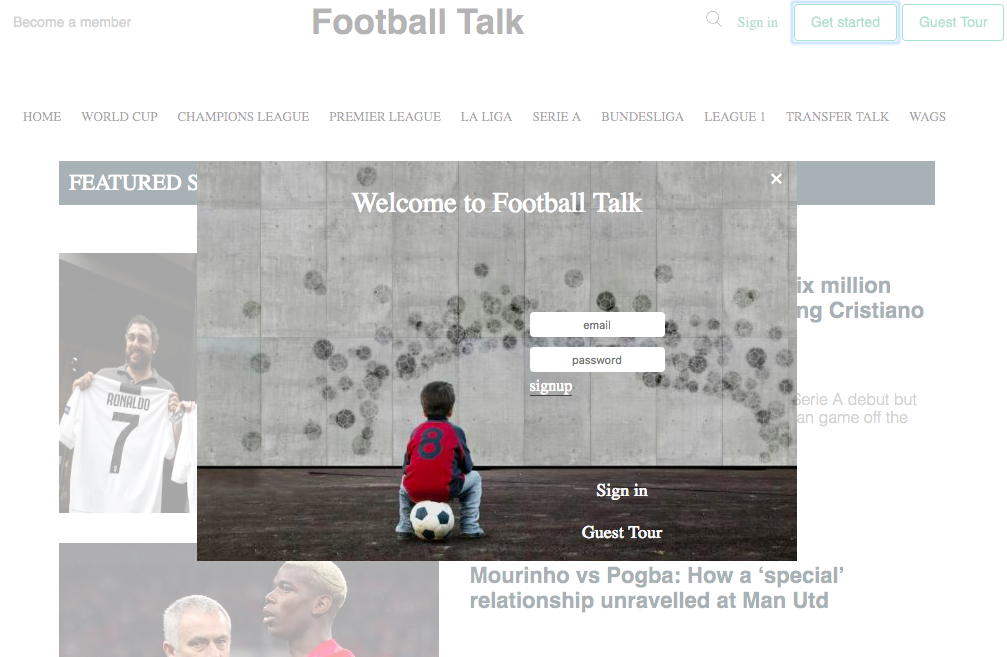 Become a member
Football Talk
Sign in
Get started
Guest Tour
HOME
WORLD CUP
CHAMPIONS LEAGUE
PREMIER LEAGUE
LA LIGA
SERIE A
BUNDESLIGA
LEAGUE 1
TRANSFER TALK
WAGS
FEATURED S
×
Welcome to Football Talk
email
password
signup
8
Sign in
Guest Tour
RONALDO
7
ix million
ng Cristiano
Serie A debut but
an game off the
Mourinho vs Pogba: How a ‘special’
relationship unravelled at Man Utd